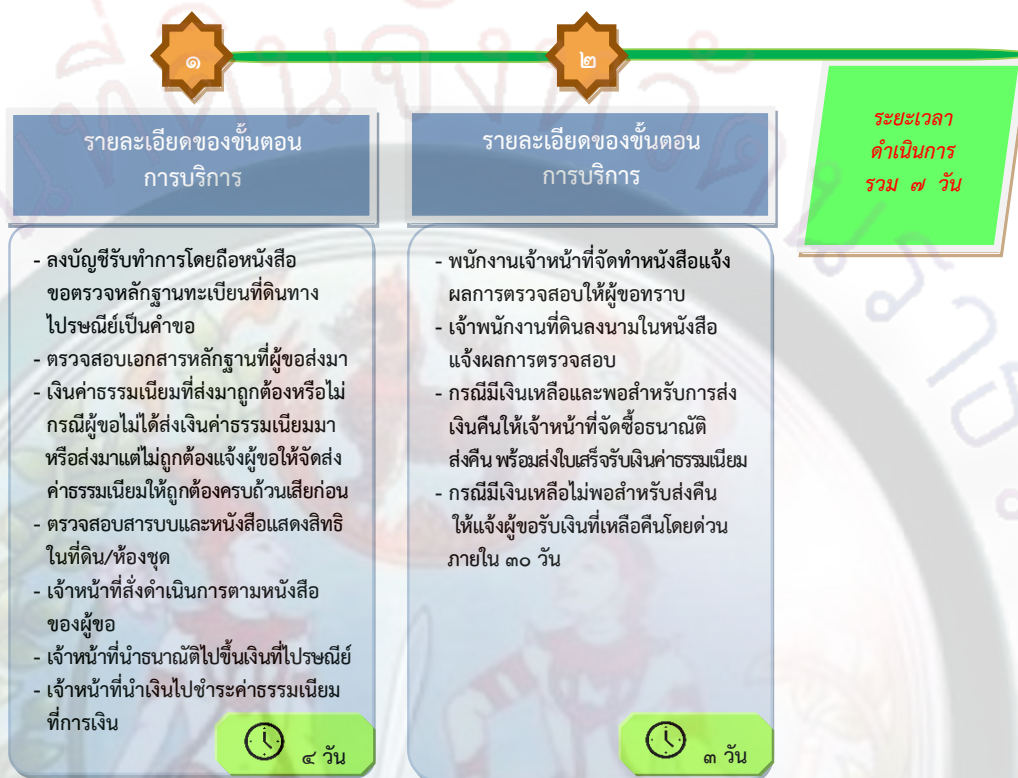 ๑
๒
ระยะเวลา
ดำเนินการ
รวม ๗ วัน
รายละเอียดของขั้นตอน
การบริการ
- ลงบัญชีรับทำการโดยถือหนังสือ
ขอตรวจหลักฐานทะเบียนที่ดินทาง
ไปรษณีย์เป็นคำขอ
- ตรวจสอบเอกสารหลักฐานที่ผู้ขอส่งมา
- เงินค่าธรรมเนียมที่ส่งมาถูกต้องหรือไม่
กรณีผู้ขอไม่ได้ส่งเงินค่าธรรมเนียมมา
หรือส่งมาแต่ไม่ถูกต้องแจ้งผู้ขอให้จัดส่ง
ค่าธรรมเนียมให้ถูกต้องครบถ้วนเสียก่อน
- ตรวจสอบสารบบและหนังสือแสดงสิทธิ
ในที่ดิน/ห้องชุด
- เจ้าหน้าที่สั่งดำเนินการตามหนังสือ
ของผู้ขอ
- เจ้าหน้าที่นำธนาณัติไปขึ้นเงินที่ไปรษณีย์
- เจ้าหน้าที่นำเงินไปชำระค่าธรรมเนียม
ที่การเงิน
๔ วัน
รายละเอียดของขั้นตอน
การบริการ
- พนักงานเจ้าหน้าที่จัดทำหนังสือแจ้ง
ผลการตรวจสอบให้ผู้ขอทราบ
- เจ้าพนักงานที่ดินลงนามในหนังสือ
แจ้งผลการตรวจสอบ
- กรณีมีเงินเหลือและพอสำหรับการส่ง
เงินคืนให้เจ้าหน้าที่จัดซื้อธนาณัติ
ส่งคืน พร้อมส่งใบเสร็จรับเงินค่าธรรมเนียม
- กรณีมีเงินเหลือไม่พอสำหรับส่งคืน
ให้แจ้งผู้ขอรับเงินที่เหลือคืนโดยด่วน
ภายใน ๓๐ วัน
๓ วัน